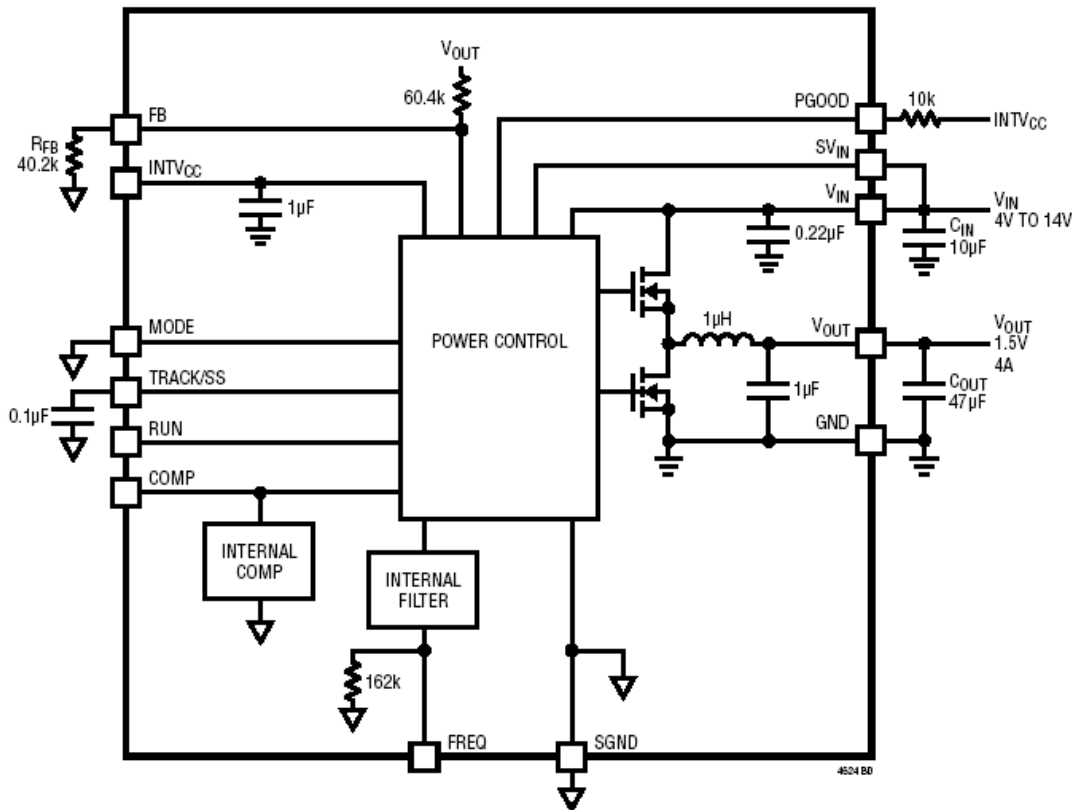 VOUT
60.4k
FB
RFB
40.2k
INTVCC
1µF
PGOOD
10k
INTVCC
SVIN
VIN
VIN
4V TO 14V
0.22µF
CIN
10µF
MODE
POWER CONTROL
1µH
VOUT
VOUT
1.5V
4A
TRACK/SS
0.1µF
1µF
COUT
47µF
RUN
GND
COMP
INTERNAL
COMP
INTERNAL
FILTER
162k
FREQ
SGND
4624 BD